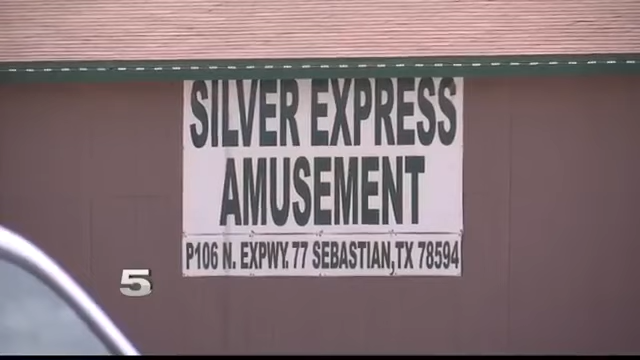 SILVER EXPRESS
AMUSEMENT
P106 N. EXPWY. 77 SEBASTIAN,TX 78594
5